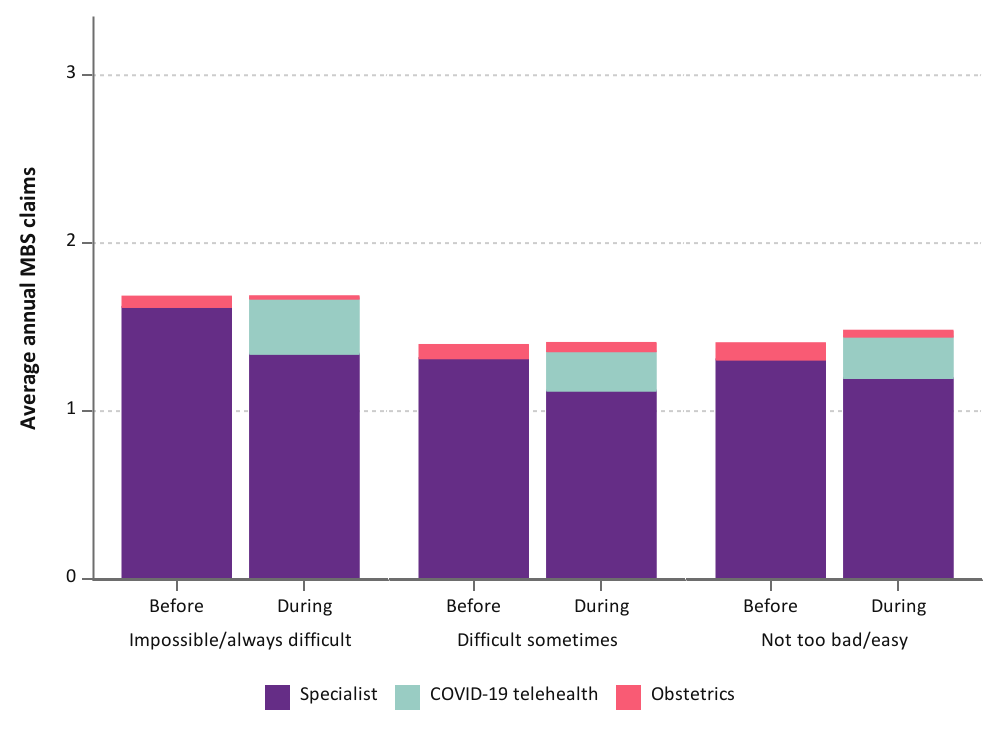 Average annual MBS claims
3
2
1
0
Before During Before During Before During
Impossible/always difficult Difficult sometimes Not too bad/easy
Specialist COVID-19 telehealth Obstetrics